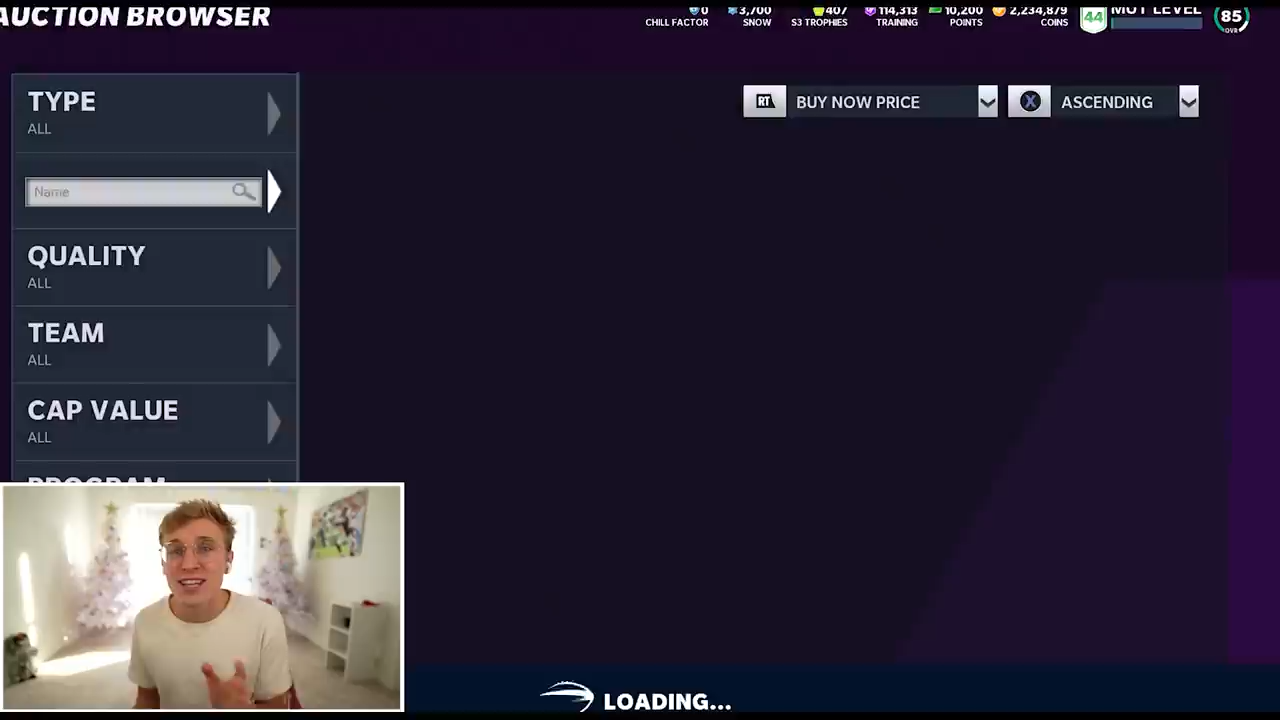 AUCTION BROWSER
0
CHILL FACTOR
3,700
SNOW
407
S3 TROPHIES
114,313
TRAINING
10,200
POINTS
2,234,879
COINS
44
MUT LEVEL
85
OVR
TYPE
ALL
RT
BUY NOW PRICE
X
ASCENDING
Name
QUALITY
ALL
TEAM
ALL
CAP VALUE
ALL
PROGRAM
LOADING...